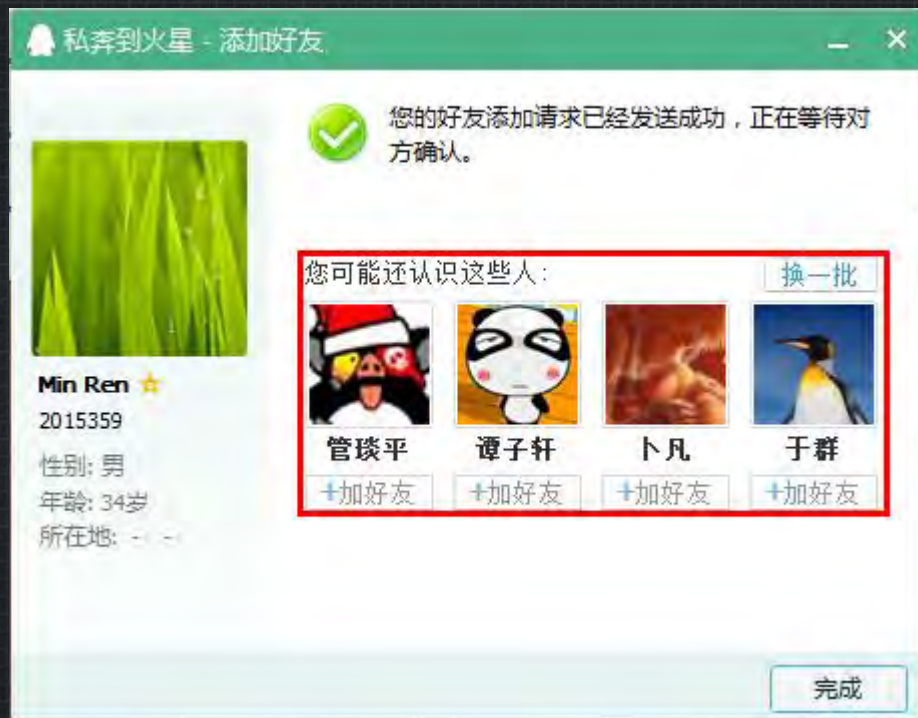 私奔到火星 - 添加好友
您的好友添加请求已经发送成功，正在等待对
方确认。
Min Ren
2015359
性别: 男
年龄: 34岁
所在地: - -
您可能还认识这些人：
换一批
管琰平
谭子轩
卜凡
于群
+加好友
+加好友
+加好友
+加好友
完成